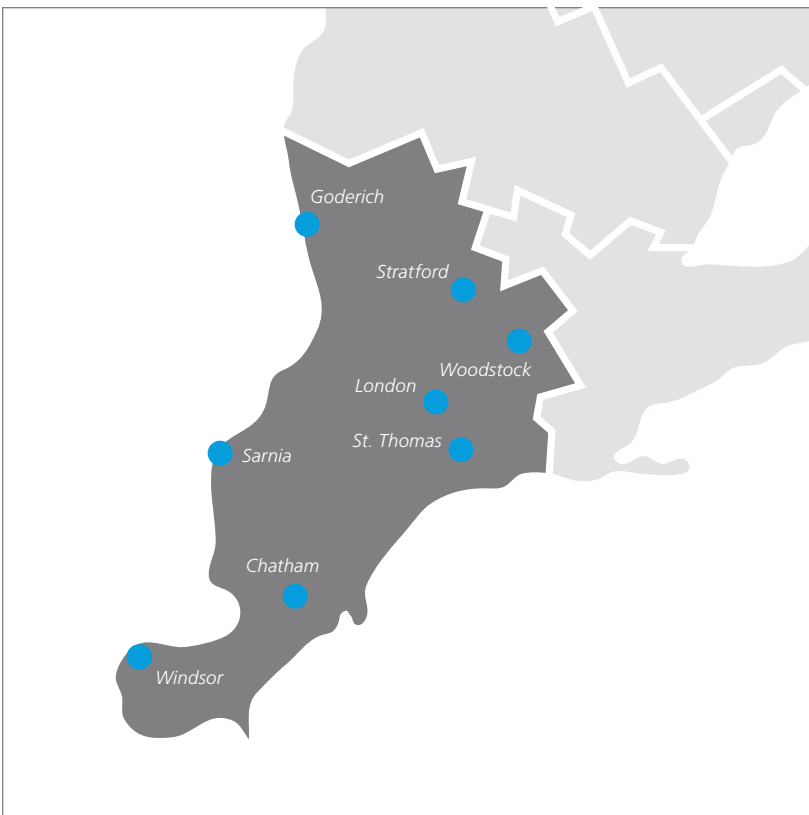 Goderich
Stratford
Woodstock
London
St. Thomas
Sarnia
Chatham
Windsor